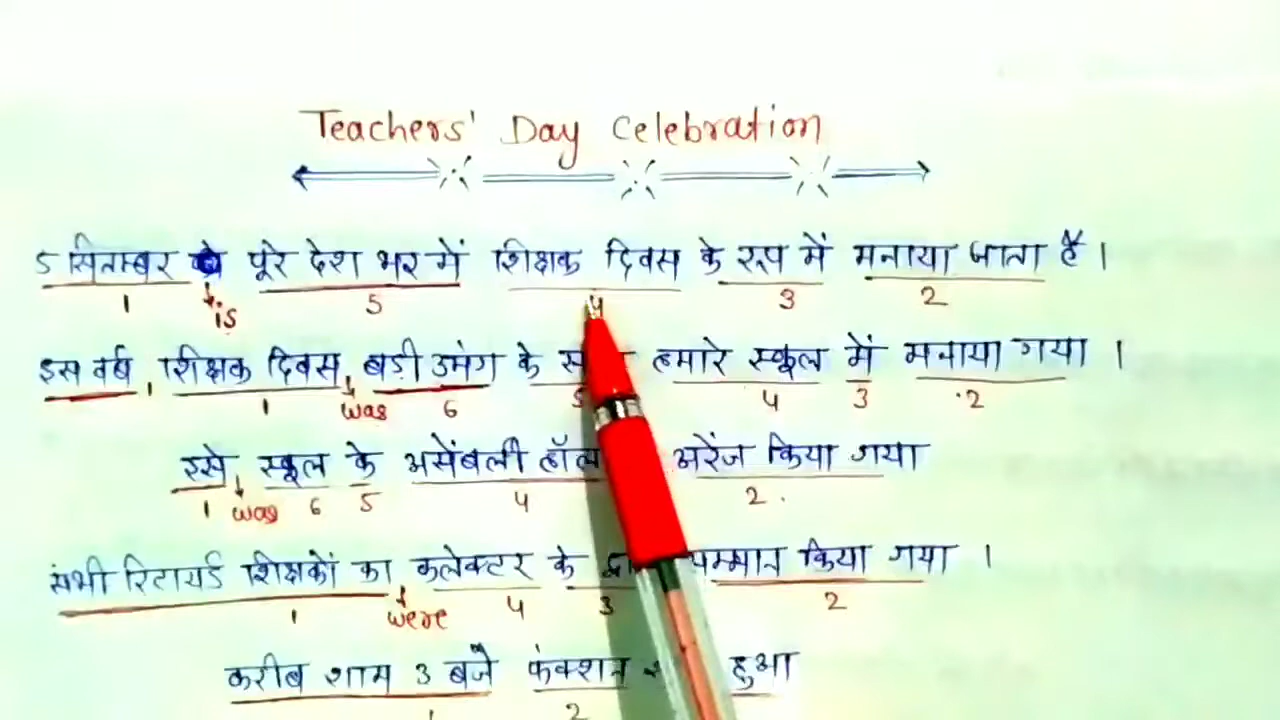 Teachers' Day Celebration
5 सितम्बर को पूरे देश भर में शिक्षक दिवस के रूप में मनाया जाता है।
1 is 5 4 3 2
इस वर्ष, शिक्षक दिवस, बड़ी उमंग के हमारे स्कूल में मनाया गया ।
1 was 6 5 4 3 .2
इसे, स्कूल के असेंबली हॉल अरेंज किया गया
1 was 6 5 4 2 .
सभी रिटायर्ड शिक्षकों का कलेक्टर के सम्मान किया गया ।
1 were 4 3 2
करीब शाम 3 बजे फंक्शन हुआ
1 2